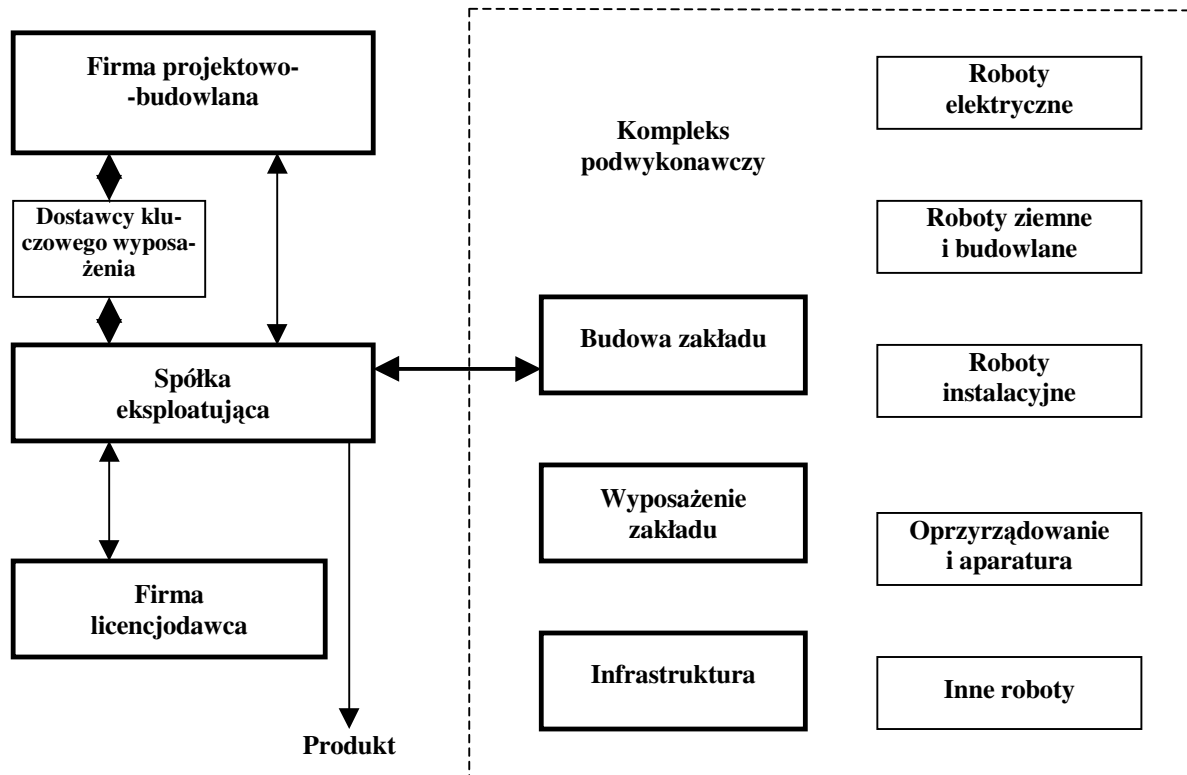 Firma projektowo-
-budowlana
Dostawcy klu-
czowego wyposa-
żenia
Spółka
eksploatująca
Firma
licencjodawca
Produkt
Kompleks
podwykonawczy
Budowa zakładu
Wyposażenie
zakładu
Infrastruktura
Roboty
elektryczne
Roboty ziemne
i budowlane
Roboty
instalacyjne
Oprzyrządowanie
i aparatura
Inne roboty